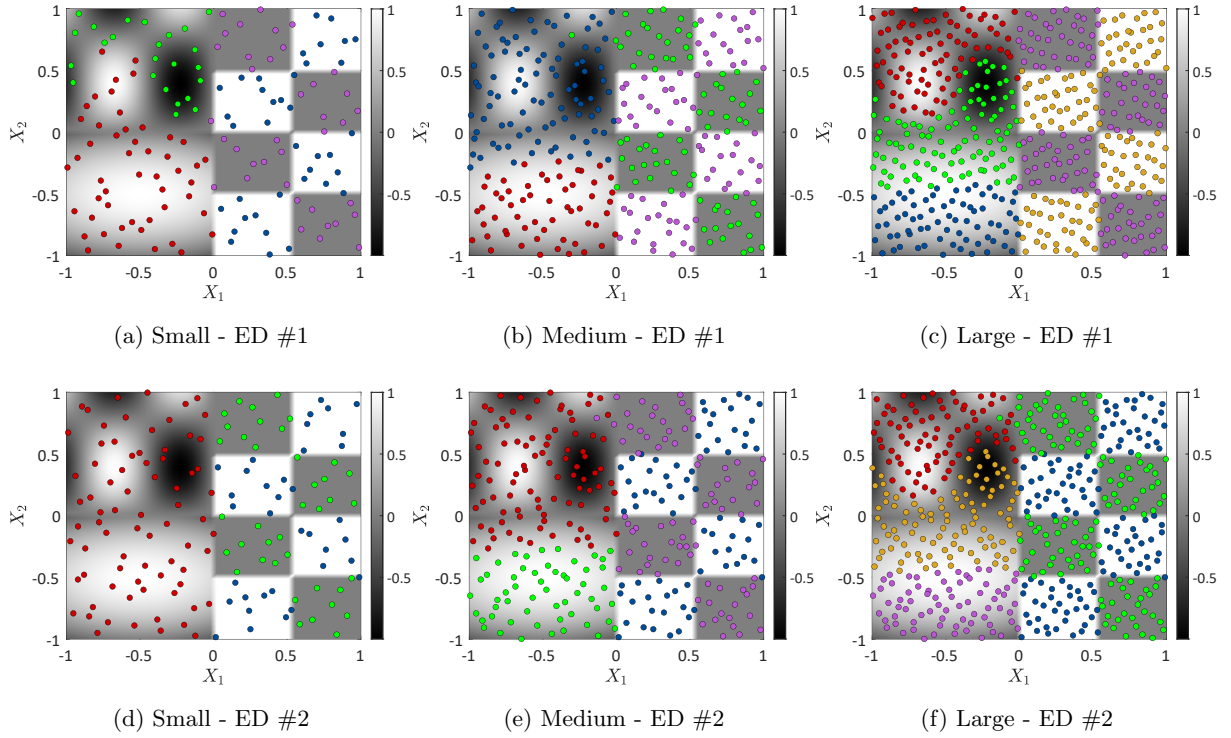 1 1 1 1 1 1
0.5 0.5 0.5 0.5 0.5 0.5
X2 0 0 X2 0 0 X2 0 0
-0.5 -0.5 -0.5 -0.5 -0.5 -0.5
-1 -1 -1
-1 -0.5 0 0.5 1 -1 -0.5 0 0.5 1 -1 -0.5 0 0.5 1
X1 X1 X1
(a) Small - ED #1 (b) Medium - ED #1 (c) Large - ED #1
1 1 1 1 1 1
0.5 0.5 0.5 0.5 0.5 0.5
X2 0 0 X2 0 0 X2 0 0
-0.5 -0.5 -0.5 -0.5 -0.5 -0.5
-1 -1 -1
-1 -0.5 0 0.5 1 -1 -0.5 0 0.5 1 -1 -0.5 0 0.5 1
X1 X1 X1
(d) Small - ED #2 (e) Medium - ED #2 (f) Large - ED #2